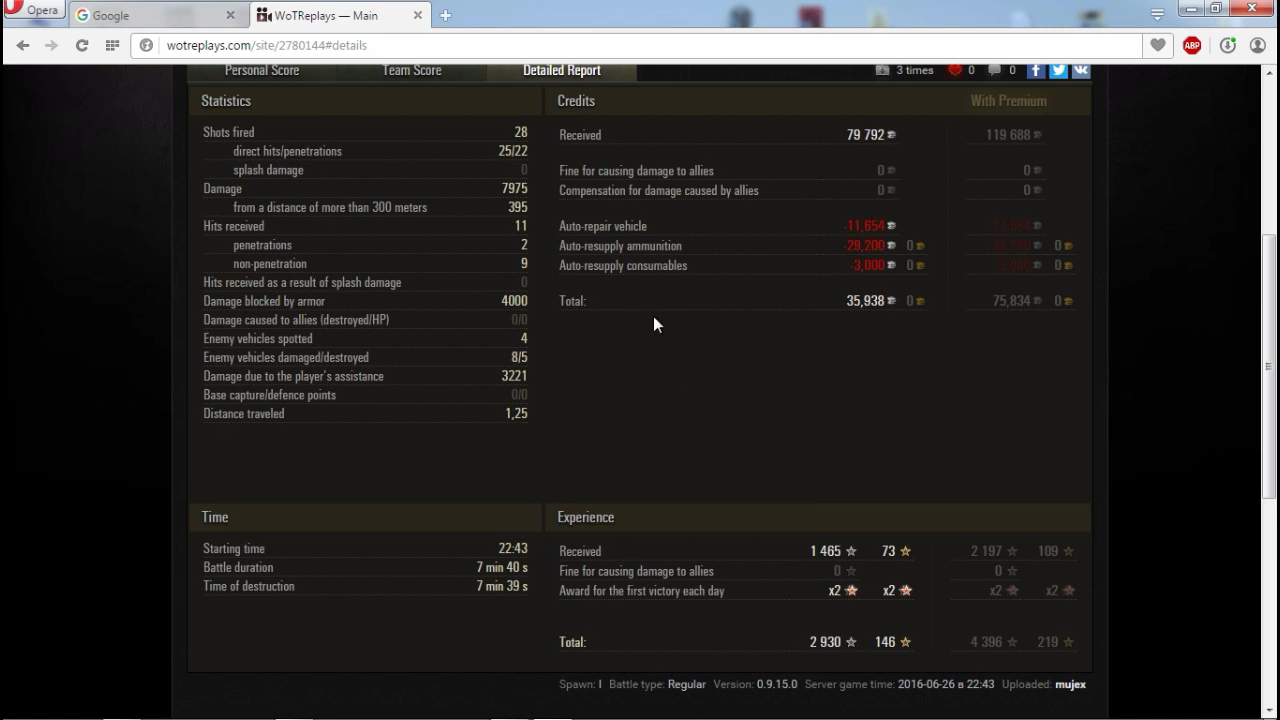 Opera
Google
WoTReplays — Main
wotreplays.com/site/2780144#details
ABP
Personal Score Team Score Detailed Report 3 times 0 0
Statistics
Shots fired 28
direct hits/penetrations 25/22
splash damage 0
Damage 7975
from a distance of more than 300 meters 395
Hits received 11
penetrations 2
non-penetration 9
Hits received as a result of splash damage 0
Damage blocked by armor 4000
Damage caused to allies (destroyed/HP) 0/0
Enemy vehicles spotted 4
Enemy vehicles damaged/destroyed 8/5
Damage due to the player's assistance 3221
Base capture/defence points 0/0
Distance traveled 1,25
Credits With Premium
Received 79 792 119 688
Fine for causing damage to allies 0 0
Compensation for damage caused by allies 0 0
Auto-repair vehicle -11,654 -11,654
Auto-resupply ammunition -29,200 0 0
Auto-resupply consumables -3,000 0 -3,000 0
Total: 35,938 0 75,834 0
Time
Starting time 22:43
Battle duration 7 min 40 s
Time of destruction 7 min 39 s
Experience
Received 1 465 73 2 197 109
Fine for causing damage to allies 0 0
Award for the first victory each day x2 x2 x2 x2
Total: 2 930 146 4 396 219
Spawn: I Battle type: Regular Version: 0.9.15.0 Server game time: 2016-06-26 в 22:43 Uploaded: mujex